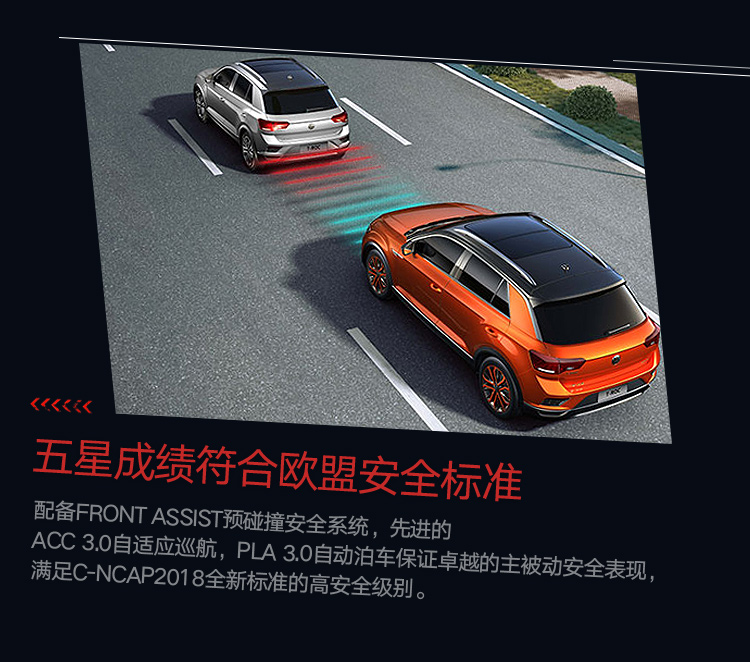 T-ROC
T-ROC
五星成绩符合欧盟安全标准
配备FRONT ASSIST预碰撞安全系统，先进的
ACC 3.0自适应巡航，PLA 3.0自动泊车保证卓越的主被动安全表现，
满足C-NCAP2018全新标准的高安全级别。